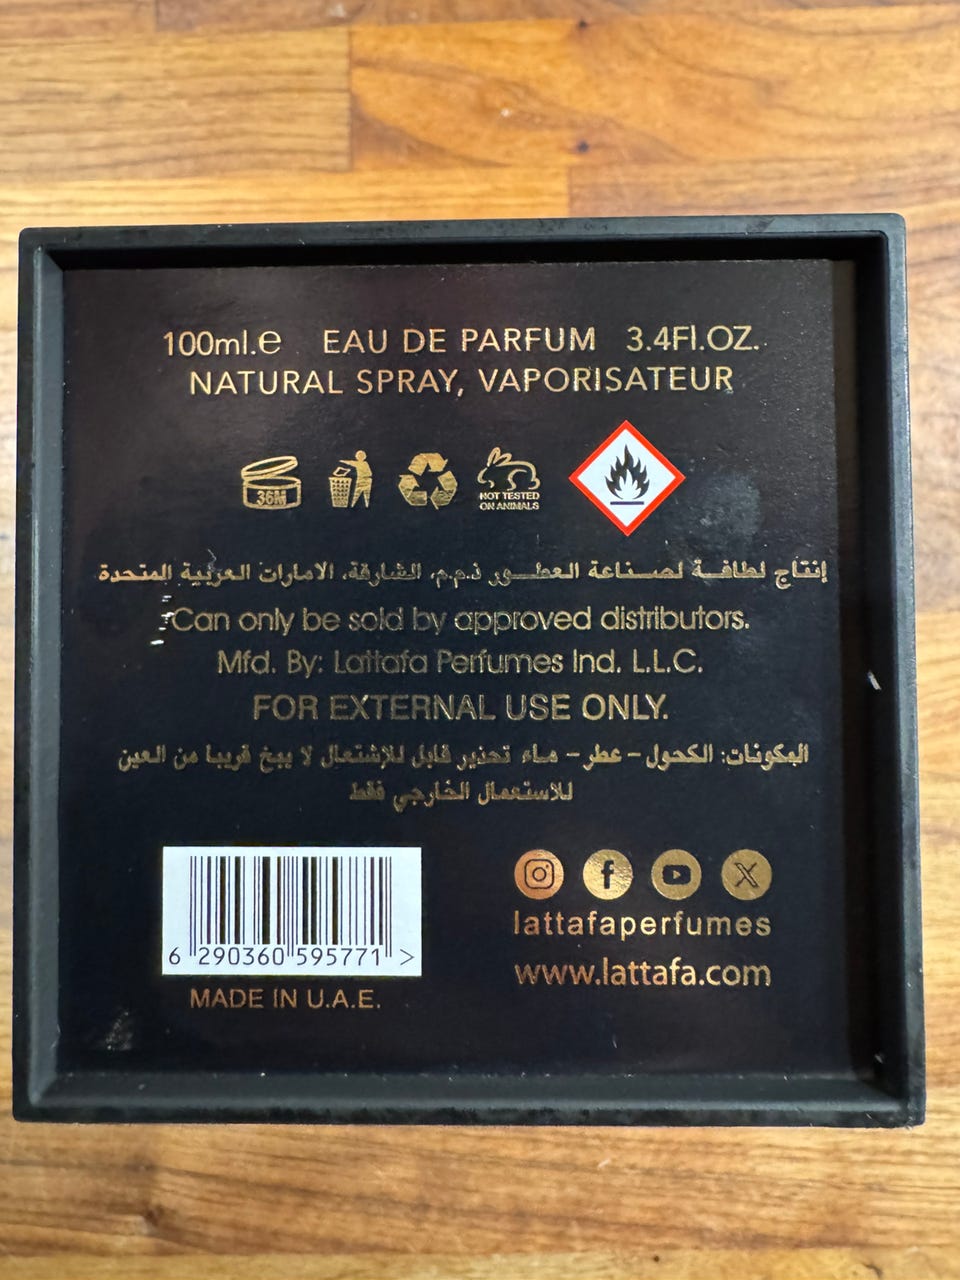 100ml.e EAU DE PARFUM 3.4Fl.OZ.
NATURAL SPRAY, VAPORISATEUR
36M
NOT TESTED
ON ANIMALS
إنتاج لطافة لصناعة العطور ذ.م.م، الشارقة، الامارات العربية المتحدة
Can only be sold by approved distributors.
Mfd. By: Lattafa Perfumes Ind. L.L.C.
FOR EXTERNAL USE ONLY.
المكونات: الكحول - عطر - ماء تحذير قابل للإشتعال لا يبخ قريبا من العين
للاستعمال الخارجي فقط
6 290360 595771 >
MADE IN U.A.E.
lattafaperfumes
www.lattafa.com